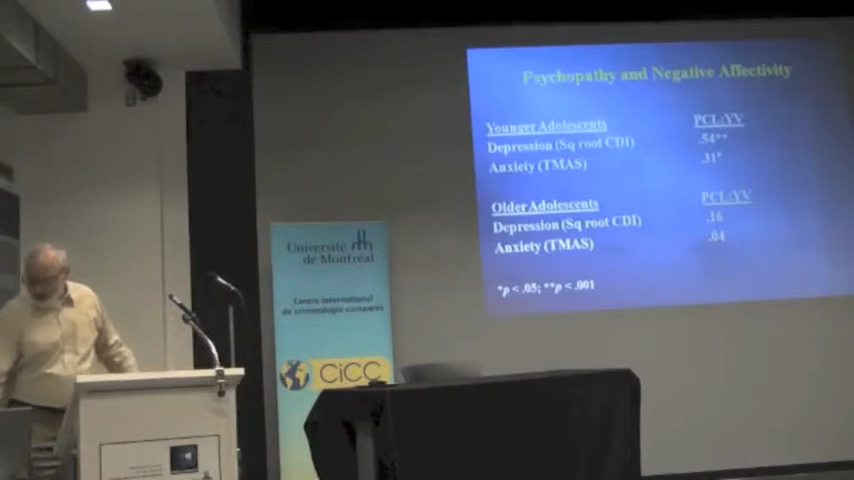 Psychopathy and Negative Affectivity
Younger Adolescents PCL:YV
Depression (Sq root CDI) .54**
Anxiety (TMAS) .31*
Older Adolescents PCL:YV
Depression (Sq root CDI) .16
Anxiety (TMAS) .04
*p < .05; **p < .001
Université
de Montréal
Centre international
de criminologie comparée
CiCC